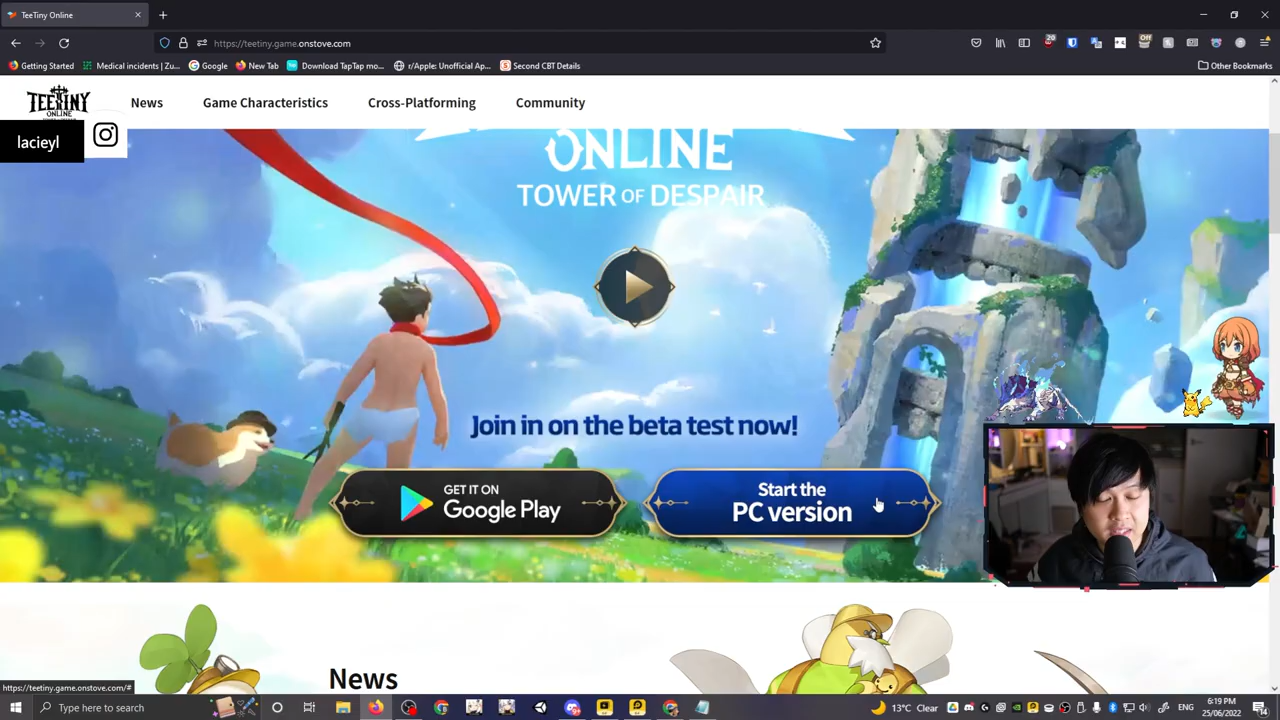 TeeTiny Online
https://teetiny.game.onstove.com
20
Off
Getting Started
Medical incidents | Zu...
Google
New Tab
Download TapTap mo...
r/Apple: Unofficial Ap...
Second CBT Details
Other Bookmarks
TEETINY
ONLINE
News
Game Characteristics
Cross-Platforming
Community
lacieyl
ONLINE
TOWER OF DESPAIR
Join in on the beta test now!
GET IT ON
Google Play
Start the
PC version
News
https://teetiny.game.onstove.com/#
Type here to search
13°C Clear
ENG
6:19 PM
25/06/2022
14